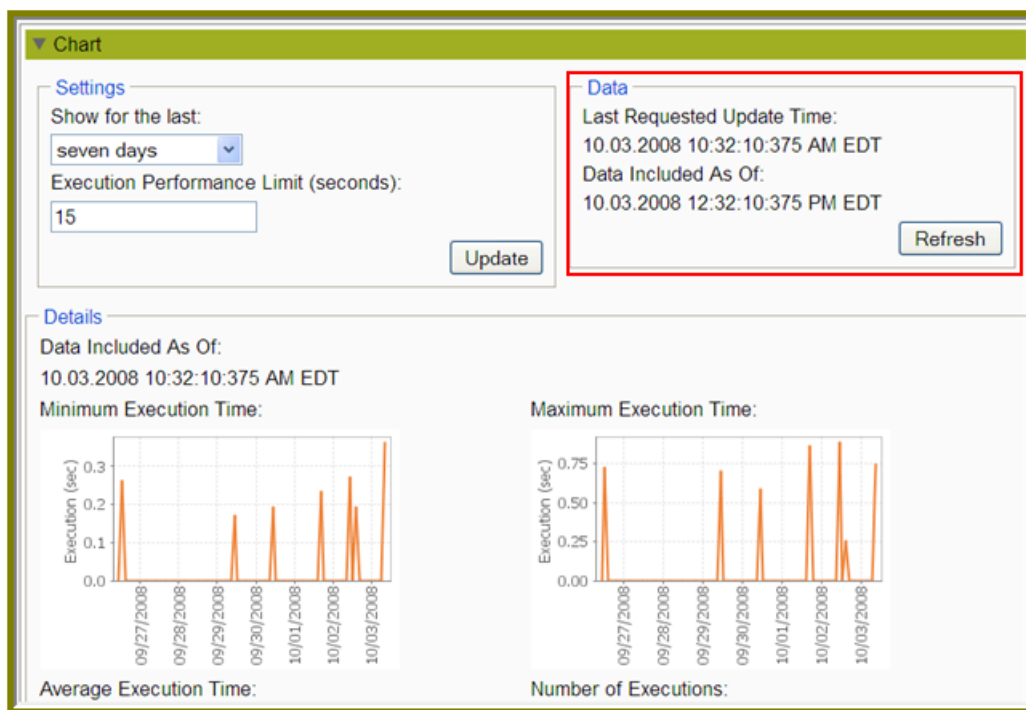 Chart
Settings
Show for the last:
seven days
Execution Performance Limit (seconds):
15
Update
Data
Last Requested Update Time:
10.03.2008 10:32:10:375 AM EDT
Data Included As Of:
10.03.2008 12:32:10:375 PM EDT
Refresh
Details
Data Included As Of:
10.03.2008 10:32:10:375 AM EDT
Minimum Execution Time:
Execution (sec)
0.3
0.2
0.1
0.0
09/27/2008
09/28/2008
09/29/2008
09/30/2008
10/01/2008
10/02/2008
10/03/2008
Maximum Execution Time:
Execution (sec)
0.75
0.50
0.25
0.00
09/27/2008
09/28/2008
09/29/2008
09/30/2008
10/01/2008
10/02/2008
10/03/2008
Average Execution Time:
Number of Executions: